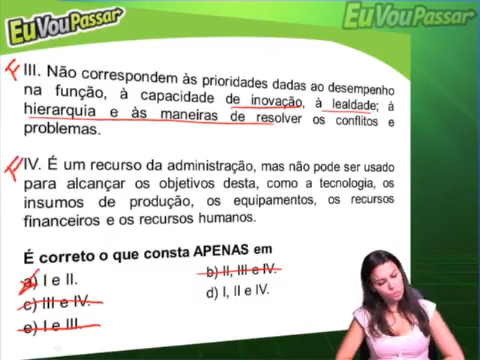 EuVouPassar
EuVouPassar
III. Não correspondem às prioridades dadas ao desempenho
na função, à capacidade de inovação, à lealdade; à
hierarquia e às maneiras de resolver os conflitos e
problemas.
IV. É um recurso da administração, mas não pode ser usado
para alcançar os objetivos desta, como a tecnologia, os
insumos de produção, os equipamentos, os recursos
financeiros e os recursos humanos.
É correto o que consta APENAS em
a) I e II.
b) II, III e IV.
c) III e IV.
d) I, II e IV.
e) I e III.